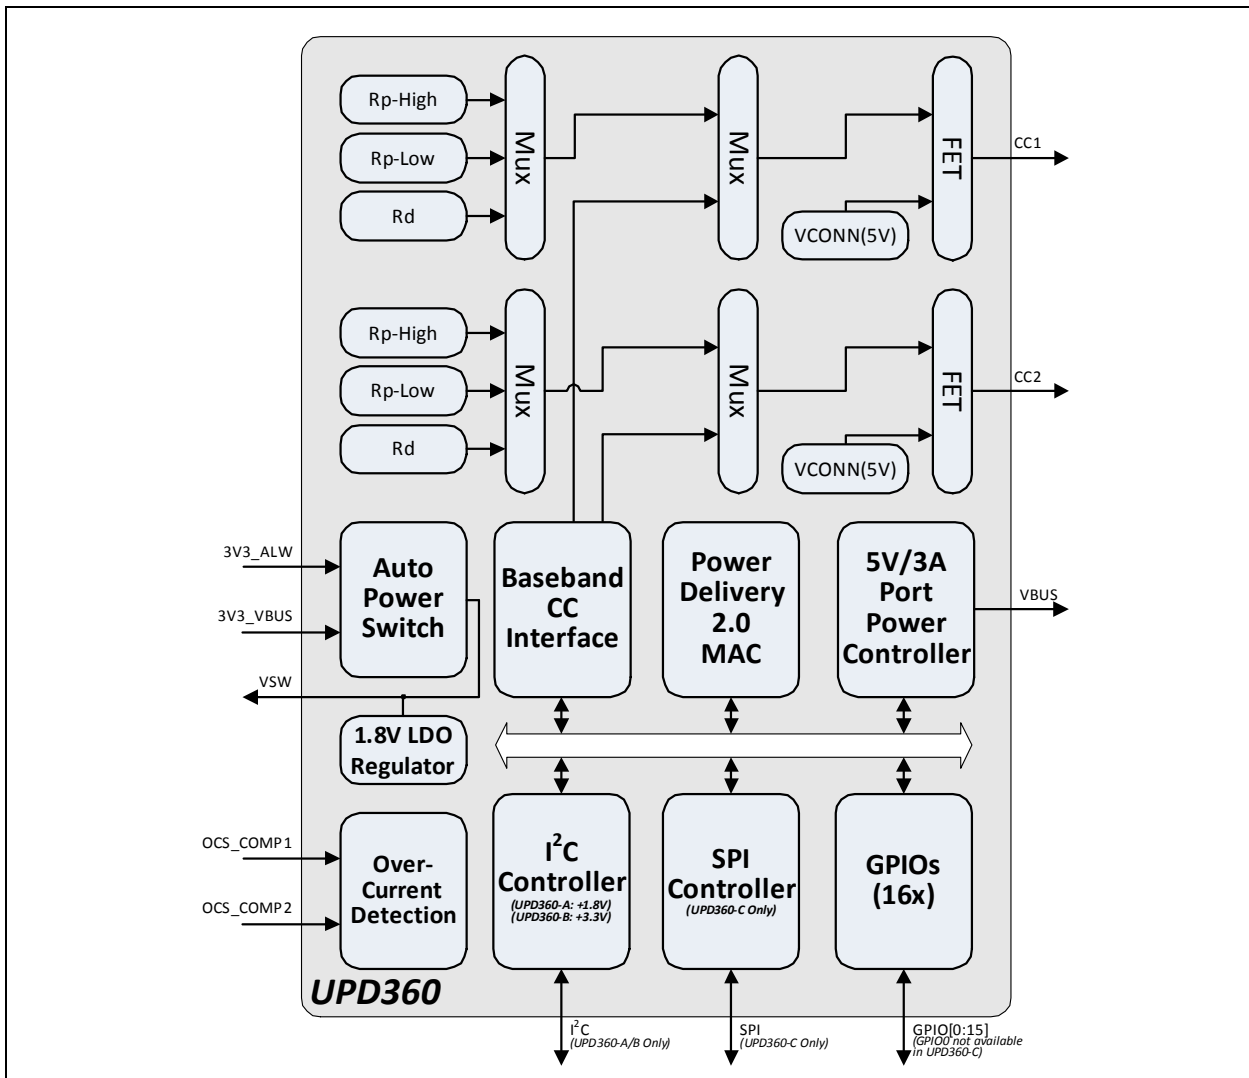 Rp-High
Rp-Low
Rd
Mux
Mux
FET
VCONN(5V)
CC1
Rp-High
Rp-Low
Rd
Mux
Mux
FET
VCONN(5V)
CC2
3V3_ALW
3V3_VBUS
VSW
Auto
Power
Switch
1.8V LDO
Regulator
Baseband
CC
Interface
Power
Delivery
2.0
MAC
5V/3A
Port
Power
Controller
VBUS
OCS_COMP1
OCS_COMP2
Over-
Current
Detection
I²C
Controller
(UPD360-A: +1.8V)
(UPD360-B: +3.3V)
SPI
Controller
(UPD360-C Only)
GPIOs
(16x)
UPD360
I²C
(UPD360-A/B Only)
SPI
(UPD360-C Only)
GPIO[0:15]
(GPIO0 not available
in UPD360-C)